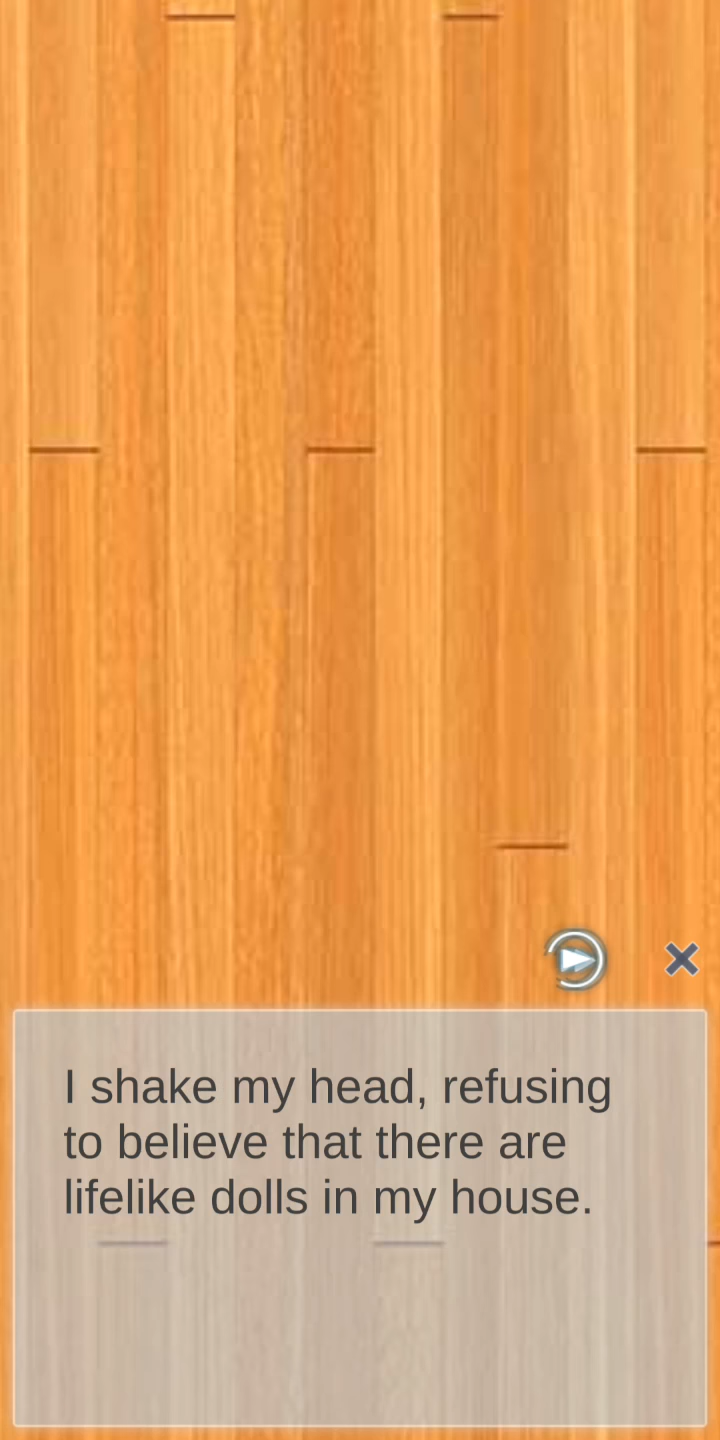 I shake my head, refusing
to believe that there are
lifelike dolls in my house.